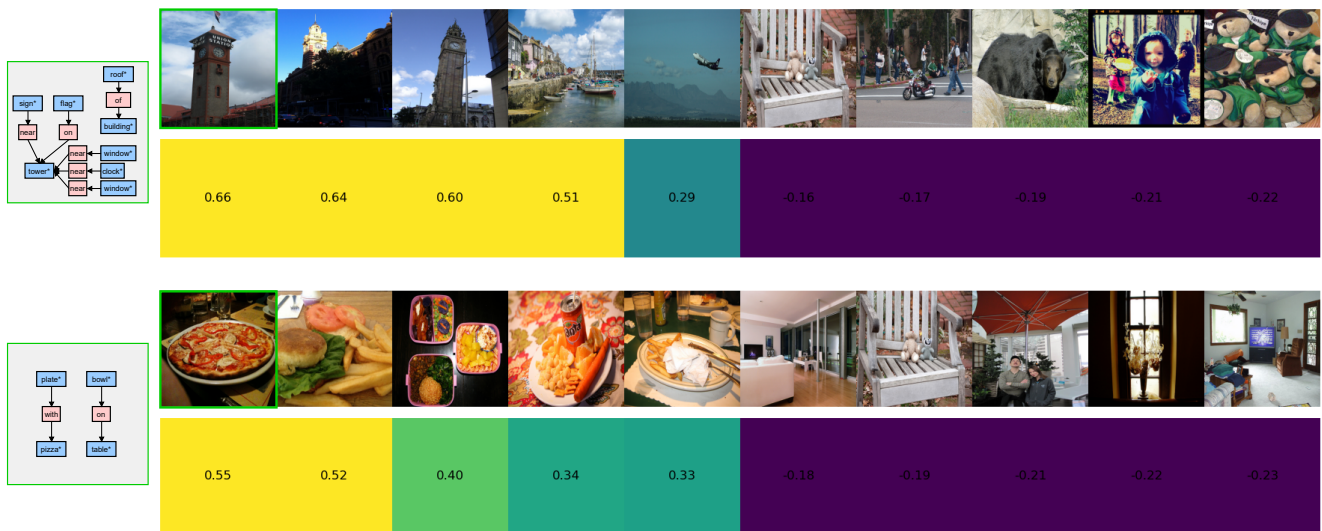 roof*
sign*
flag*
of
near
on
building*
near
window*
tower*
near
clock*
near
window*
UNION
STATION
0.66
0.64
0.60
0.51
0.29
-0.16
-0.17
-0.19
-0.21
-0.22
plate*
bowl*
with
on
pizza*
table*
0.55
0.52
0.40
0.34
0.33
-0.18
-0.19
-0.21
-0.22
-0.23